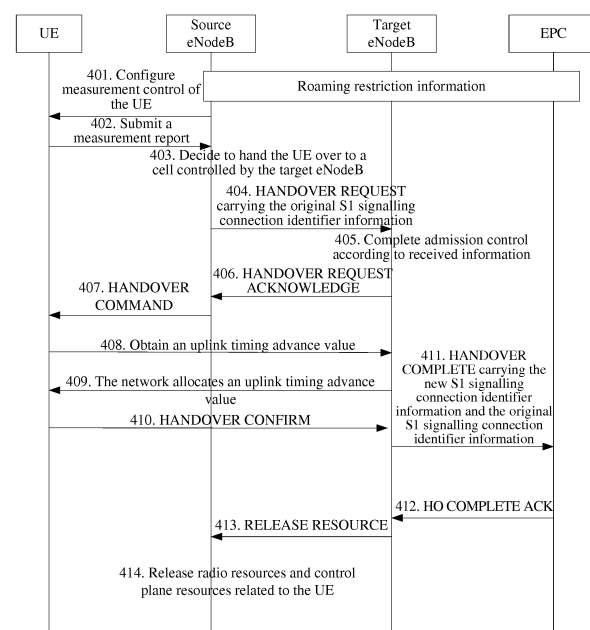 UE
Source
eNodeB
Target
eNodeB
EPC
Roaming restriction information
401. Configure
measurement control of
the UE
402. Submit a
measurement report
403. Decide to hand the UE over to a
cell controlled by the target eNodeB
404. HANDOVER REQUEST
carrying the original S1 signalling
connection identifier information
405. Complete admission control
according to received information
406. HANDOVER REQUEST
ACKNOWLEDGE
407. HANDOVER
COMMAND
408. Obtain an uplink timing advance value
409. The network allocates an uplink timing advance
value
410. HANDOVER CONFIRM
411. HANDOVER
COMPLETE carrying the
new S1 signalling
connection identifier
information and the original
S1 signalling connection
identifier information
412. HO COMPLETE ACK
413. RELEASE RESOURCE
414. Release radio resources and control
plane resources related to the UE